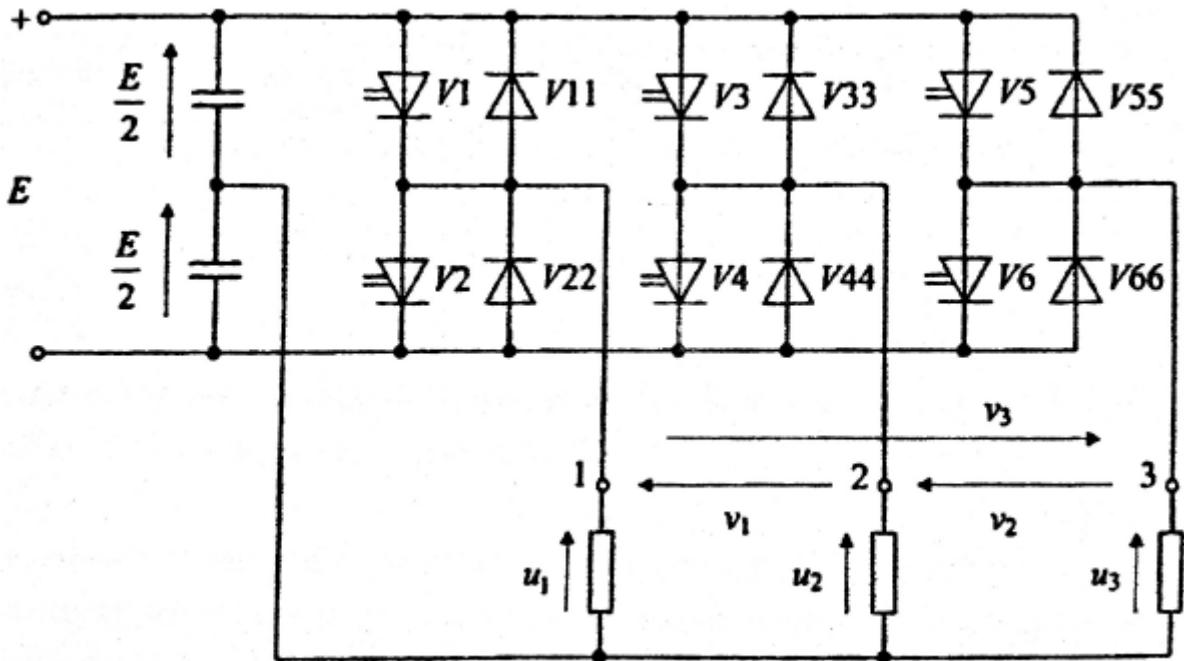 +
E/2
V1 V11 V3 V33 V5 V55
E
E/2
V2 V22 V4 V44 V6 V66
v₃
1 2 3
v₁ v₂
u₁ u₂ u₃